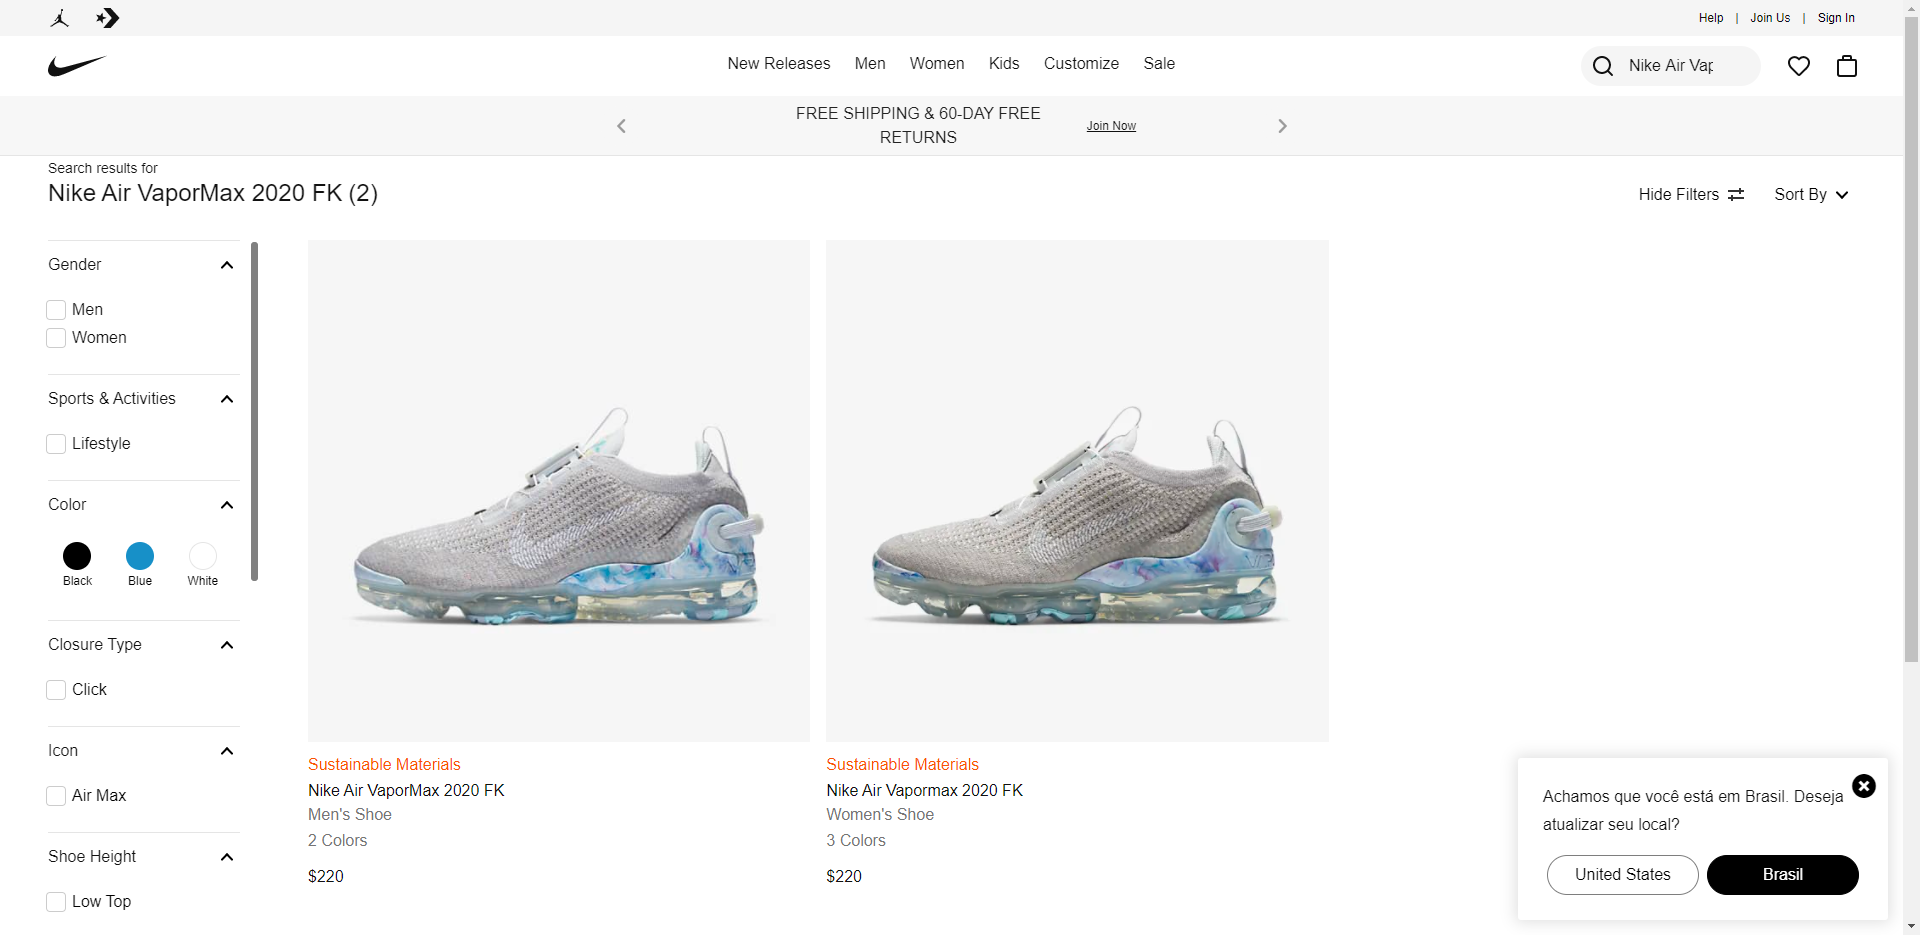 Help | Join Us | Sign In
New Releases Men Women Kids Customize Sale
Nike Air Vap
FREE SHIPPING & 60-DAY FREE
RETURNS
Join Now
Search results for
Nike Air VaporMax 2020 FK (2)
Hide Filters
Sort By
Gender
Men
Women
Sports & Activities
Lifestyle
Color
Black Blue White
Closure Type
Click
Icon
Air Max
Shoe Height
Low Top
Sustainable Materials
Nike Air VaporMax 2020 FK
Men's Shoe
2 Colors
$220
Sustainable Materials
Nike Air Vapormax 2020 FK
Women's Shoe
3 Colors
$220
Achamos que você está em Brasil. Deseja
atualizar seu local?
United States Brasil